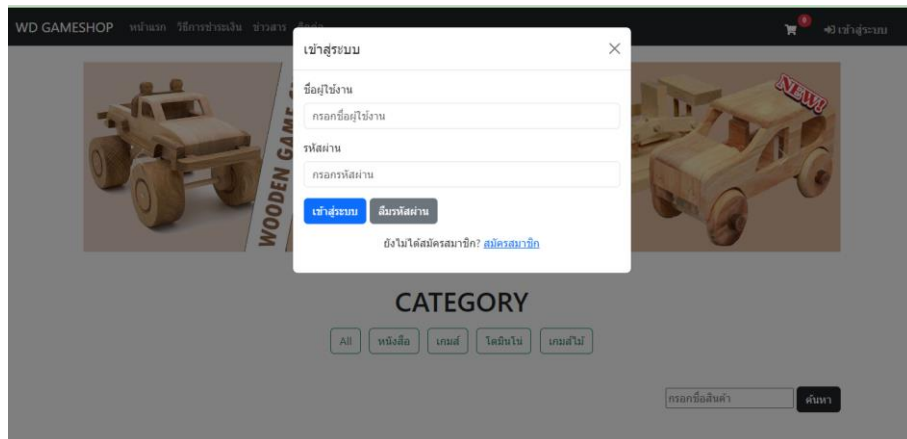 WD GAMESHOP หน้าแรก วิธีการชำระเงิน ข่าวสาร ติดต่อ 0 เข้าสู่ระบบ
เข้าสู่ระบบ
ชื่อผู้ใช้งาน
กรอกชื่อผู้ใช้งาน
รหัสผ่าน
กรอกรหัสผ่าน
เข้าสู่ระบบ ลืมรหัสผ่าน
ยังไม่ได้สมัครสมาชิก? สมัครสมาชิก
WOODEN GAME
NEW!
CATEGORY
All หนังสือ เกมส์ โดมิโน่ เกมส์ไม้
กรอกชื่อสินค้า ค้นหา